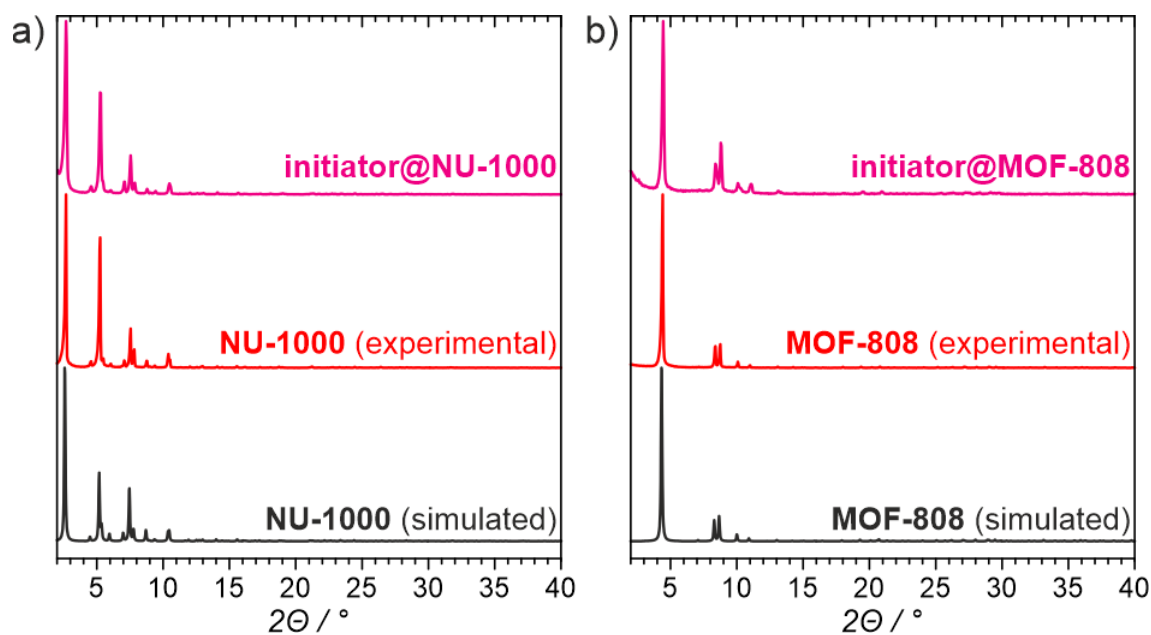 a)
initiator@NU-1000
NU-1000 (experimental)
NU-1000 (simulated)
5 10 15 20 25 30 35 40
2Θ / °
b)
initiator@MOF-808
MOF-808 (experimental)
MOF-808 (simulated)
5 10 15 20 25 30 35 40
2Θ / °